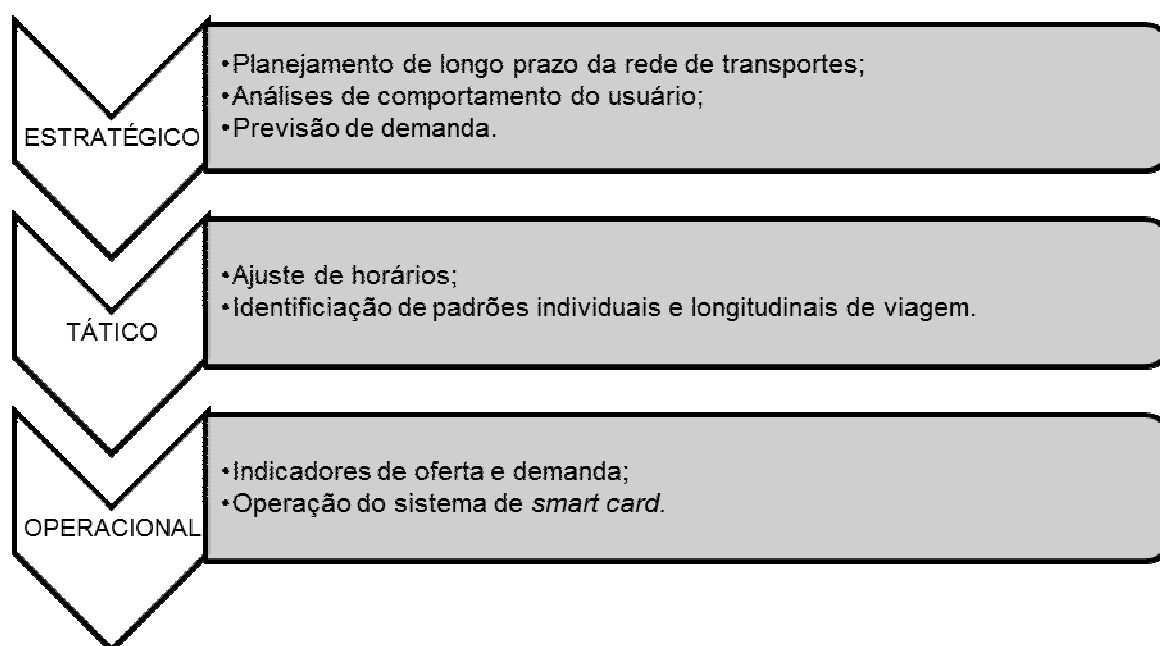 ESTRATÉGICO
•Planejamento de longo prazo da rede de transportes;
•Análises de comportamento do usuário;
•Previsão de demanda.
TÁTICO
•Ajuste de horários;
•Identificiação de padrões individuais e longitudinais de viagem.
OPERACIONAL
•Indicadores de oferta e demanda;
•Operação do sistema de smart card.